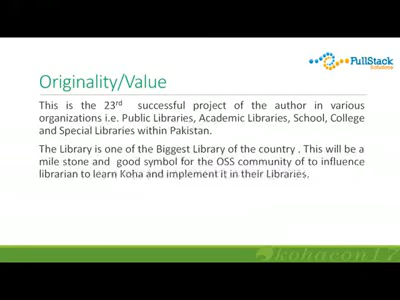 FullStack
Solutions
Originality/Value
This is the 23rd successful project of the author in various
organizations i.e. Public Libraries, Academic Libraries, School, College
and Special Libraries within Pakistan.
The Library is one of the Biggest Library of the country . This will be a
mile stone and good symbol for the OSS community of to influence
librarian to learn Koha and implement it in their Libraries.
kohacon17